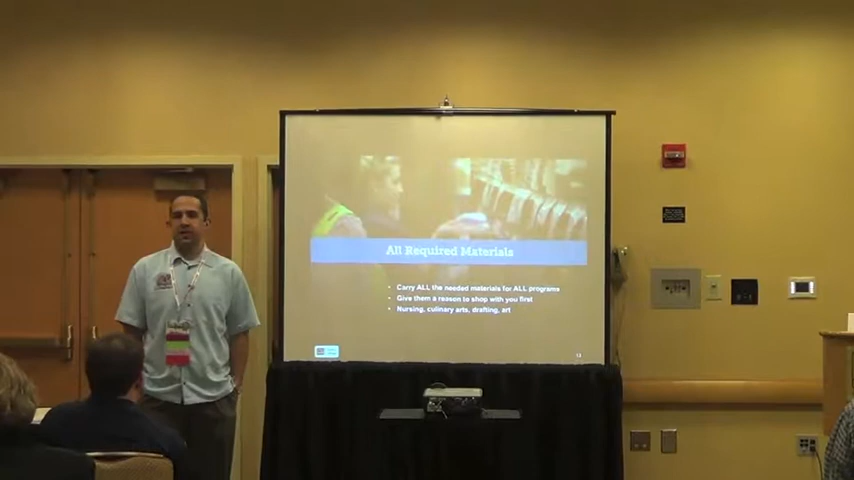 All Required Materials
• Carry ALL the needed materials for ALL programs
• Give them a reason to shop with you first
• Nursing, culinary arts, drafting, art